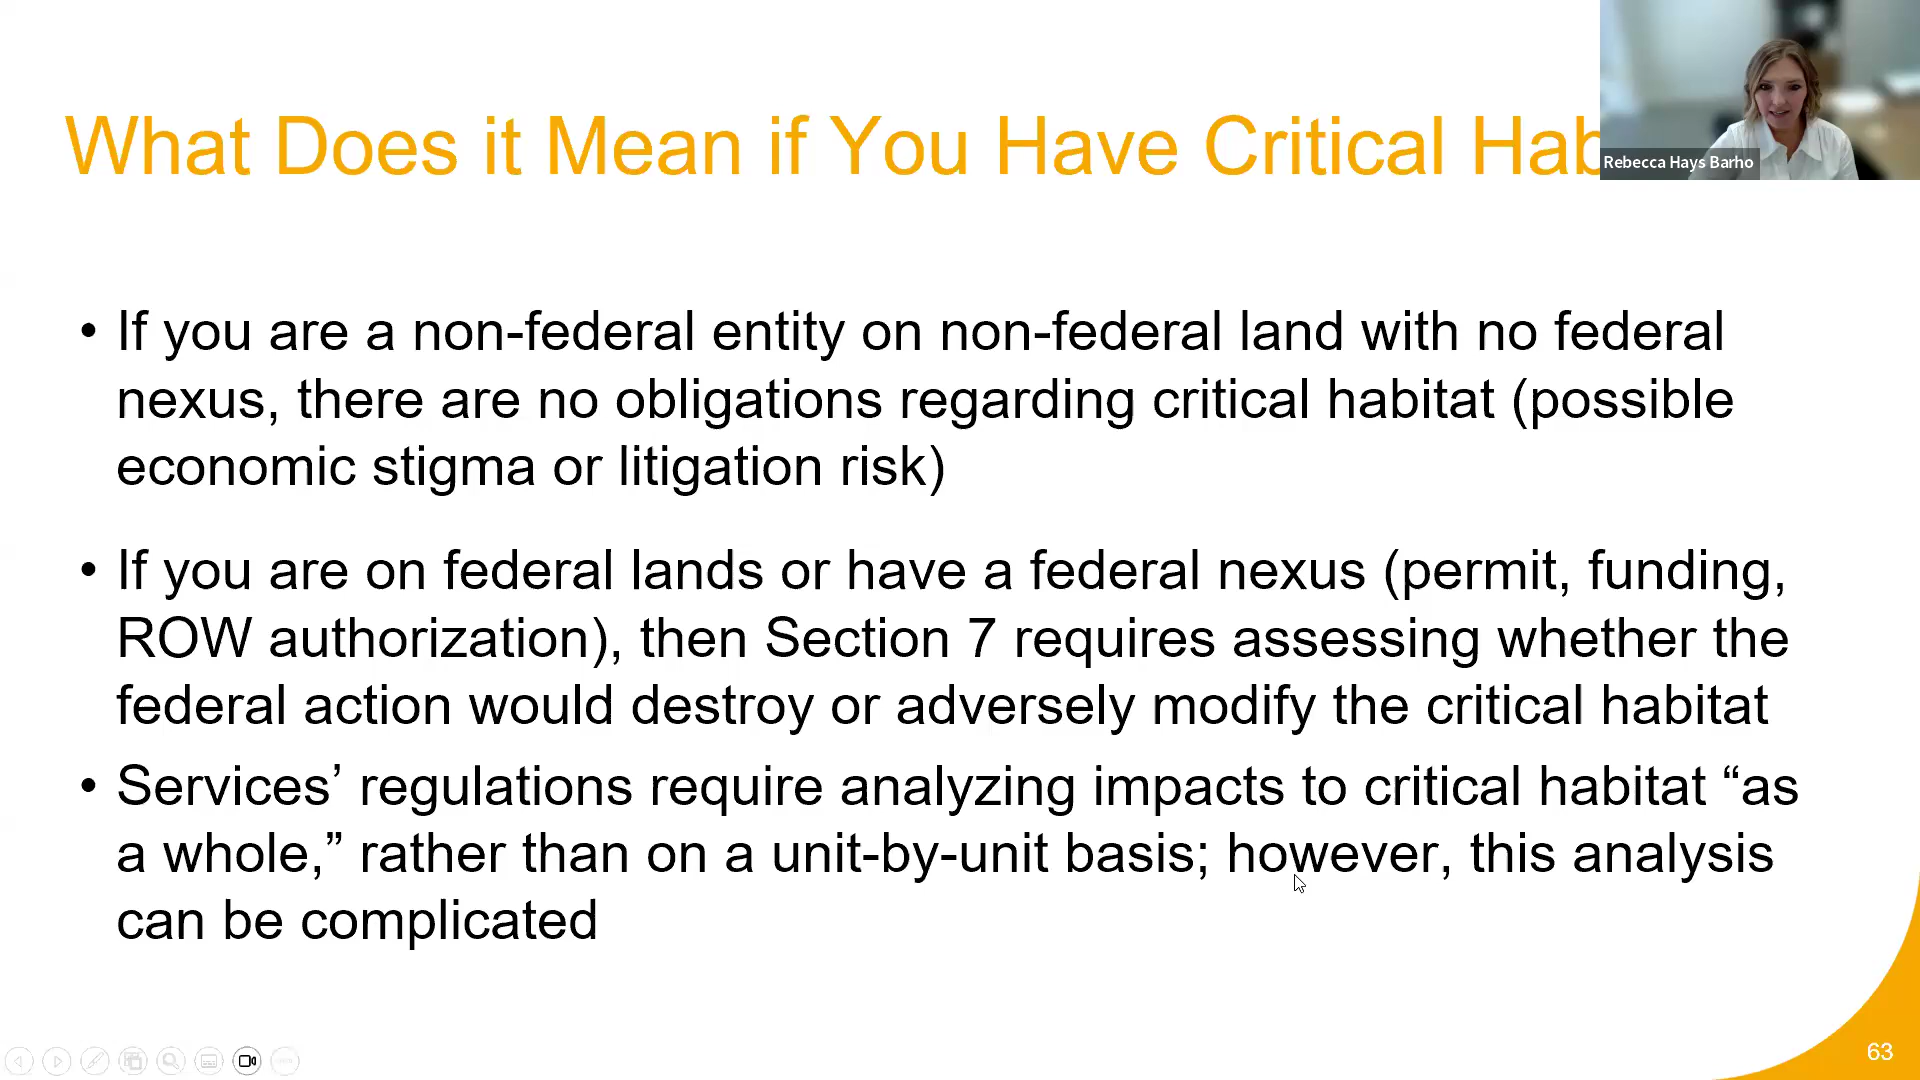 What Does it Mean if You Have Critical Hab
Rebecca Hays Barho
• If you are a non-federal entity on non-federal land with no federal
nexus, there are no obligations regarding critical habitat (possible
economic stigma or litigation risk)
• If you are on federal lands or have a federal nexus (permit, funding,
ROW authorization), then Section 7 requires assessing whether the
federal action would destroy or adversely modify the critical habitat
• Services’ regulations require analyzing impacts to critical habitat “as
a whole,” rather than on a unit-by-unit basis; however, this analysis
can be complicated
63